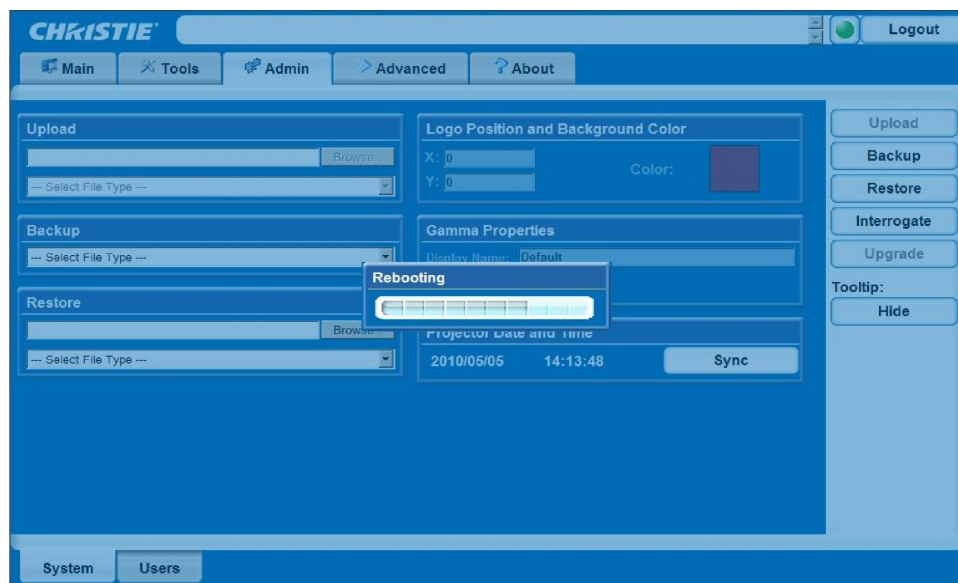 CHRISTIE
Logout
Main
Tools
Admin
Advanced
About
Upload
Browse...
--- Select File Type ---
Backup
--- Select File Type ---
Restore
Browse...
--- Select File Type ---
Logo Position and Background Color
X: 0
Y: 0
Color:
Gamma Properties
Display Name: Default
Rebooting
Projector Date and Time
2010/05/05 14:13:48
Sync
Upload
Backup
Restore
Interrogate
Upgrade
Tooltip:
Hide
System
Users